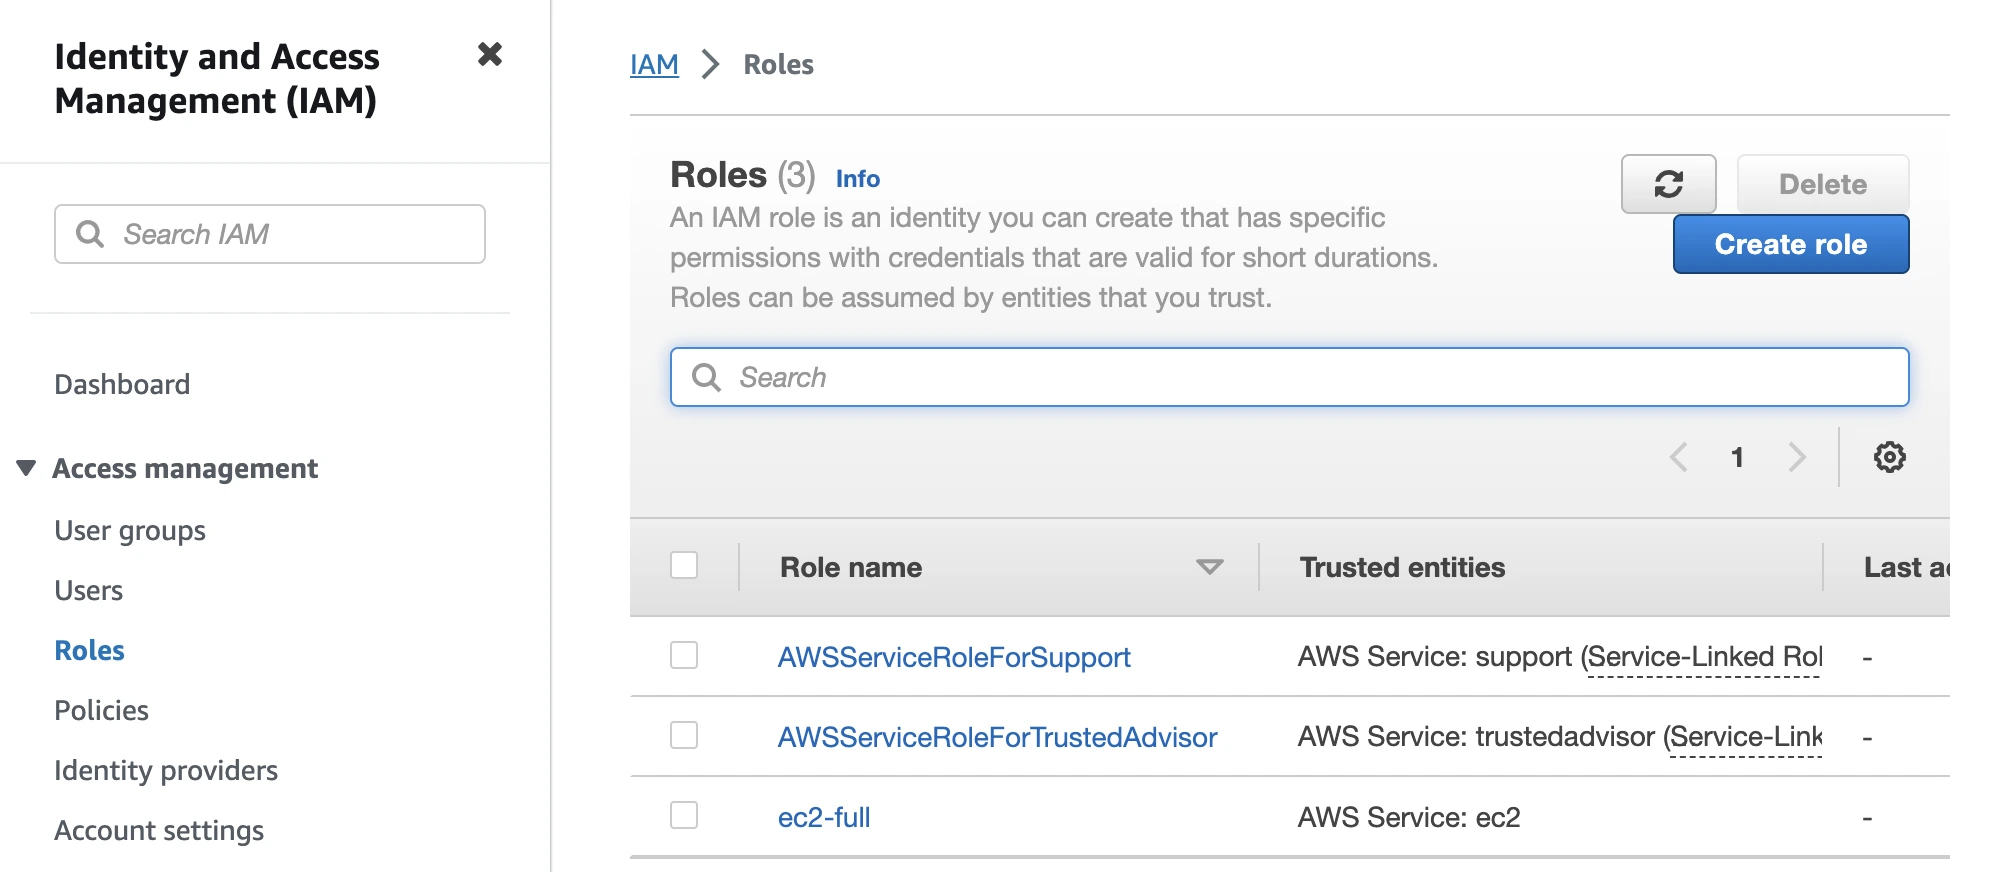 Identity and Access
Management (IAM)
Search IAM
Dashboard
Access management
User groups
Users
Roles
Policies
Identity providers
Account settings
IAM > Roles
Roles (3) Info
An IAM role is an identity you can create that has specific
permissions with credentials that are valid for short durations.
Roles can be assumed by entities that you trust.
Delete
Create role
Search
1
Role name Trusted entities Last a
AWSServiceRoleForSupport AWS Service: support (Service-Linked Rol -
AWSServiceRoleForTrustedAdvisor AWS Service: trustedadvisor (Service-Link -
ec2-full AWS Service: ec2 -